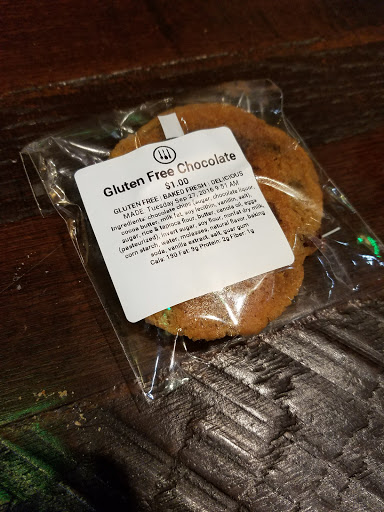 Gluten Free Chocolate
$1.00
GLUTEN FREE : BAKED FRESH : DELICIOUS
MADE: Tuesday Sep 27, 2016 9:51 AM
Ingredients: chocolate chips (sugar, chocolate liquor,
cocoa butter, milk fat, soy lecithin, vanillin, salt),
sugar, rice & tapioca flour, butter, canola oil, eggs
(pasteurized), invert sugar, soy flour, nonfat dry milk,
corn starch, water, molasses, natural flavor, baking
soda, vanilla extract, salt, guar gum
Cals: 190 Fat: 9g Protein: 2g Fiber 1g